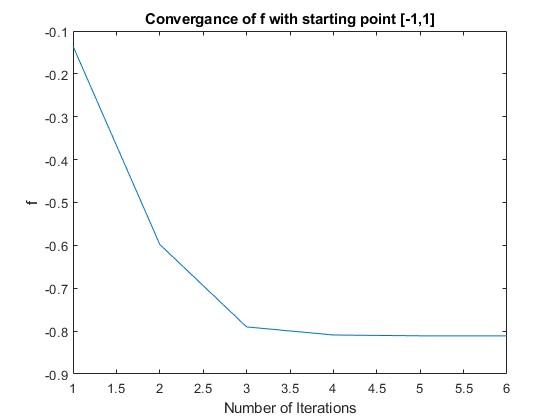 Convergance of f with starting point [-1,1]
-0.1
-0.2
-0.3
-0.4
-0.5
-0.6
-0.7
-0.8
-0.9
f
1 1.5 2 2.5 3 3.5 4 4.5 5 5.5 6
Number of Iterations